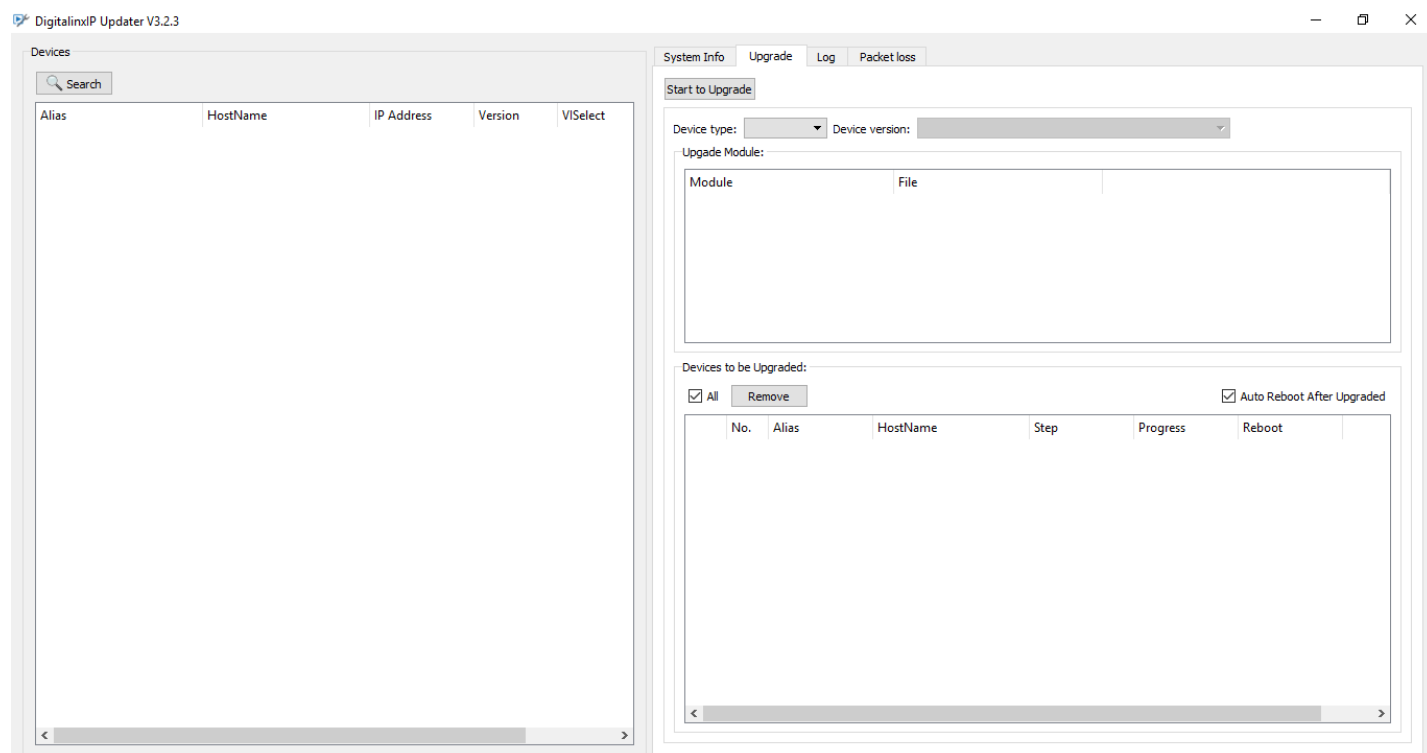 DigitalinxIP Updater V3.2.3
Devices
Search
Alias HostName IP Address Version VISelect
System Info Upgrade Log Packet loss
Start to Upgrade
Device type: Device version:
Upgade Module:
Module File
Devices to be Upgraded:
All Remove Auto Reboot After Upgraded
No. Alias HostName Step Progress Reboot